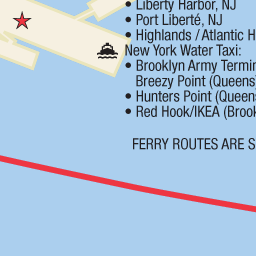 • Liberty Harbor, NJ
• Port Liberté, NJ
• Highlands / Atlantic H
New York Water Taxi:
• Brooklyn Army Termin
Breezy Point (Queens
• Hunters Point (Queens
• Red Hook/IKEA (Brook
FERRY ROUTES ARE S